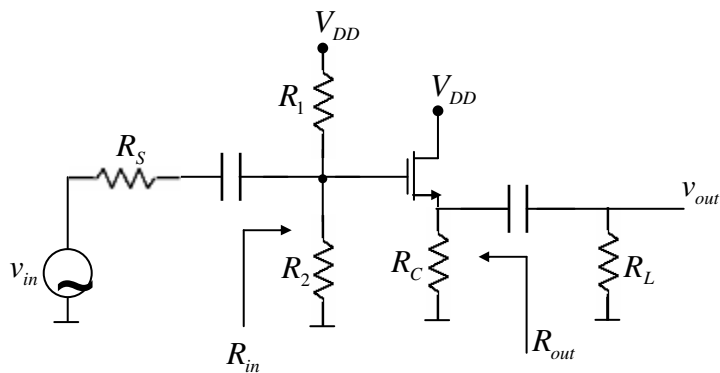 V_DD
R_1
V_DD
R_S
v_out
v_in
R_2
R_C
R_L
R_in
R_out